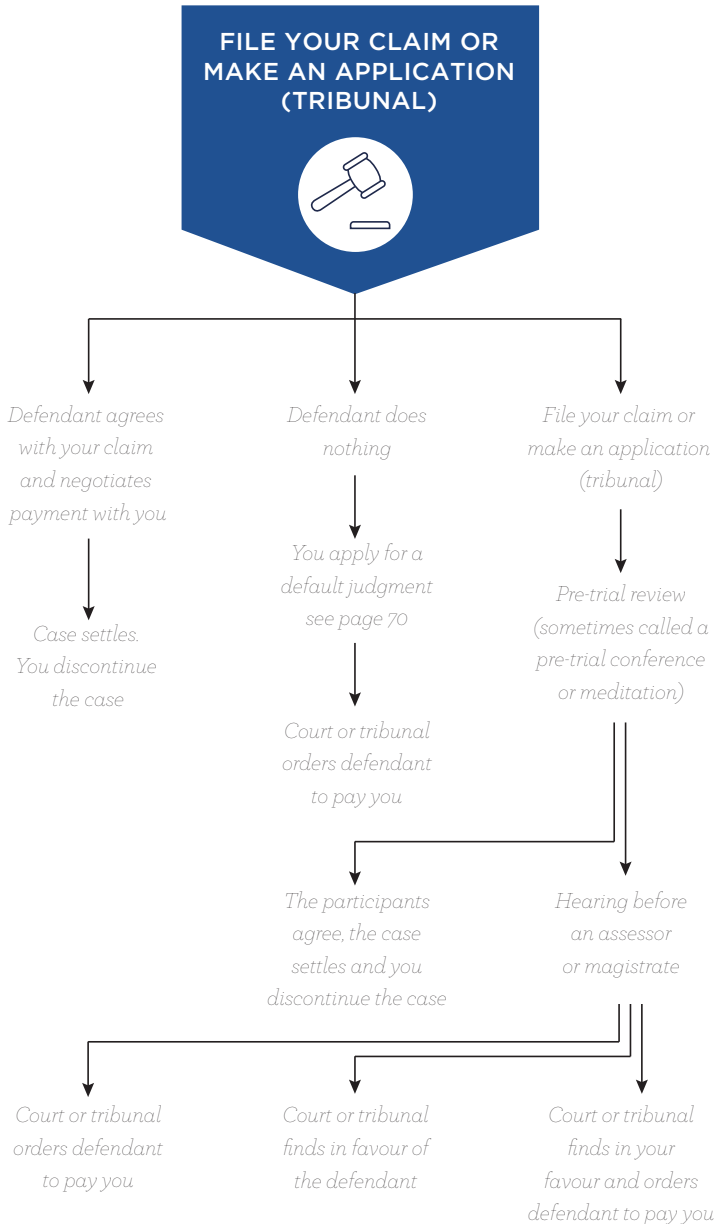 FILE YOUR CLAIM OR
MAKE AN APPLICATION
(TRIBUNAL)
Defendant agrees
with your claim
and negotiates
payment with you
Case settles.
You discontinue
the case
Defendant does
nothing
You apply for a
default judgment
see page 70
Court or tribunal
orders defendant
to pay you
File your claim or
make an application
(tribunal)
Pre-trial review
(sometimes called a
pre-trial conference
or meditation)
The participants
agree, the case
settles and you
discontinue the case
Hearing before
an assessor
or magistrate
Court or tribunal
orders defendant
to pay you
Court or tribunal
finds in favour of
the defendant
Court or tribunal
finds in your
favour and orders
defendant to pay you